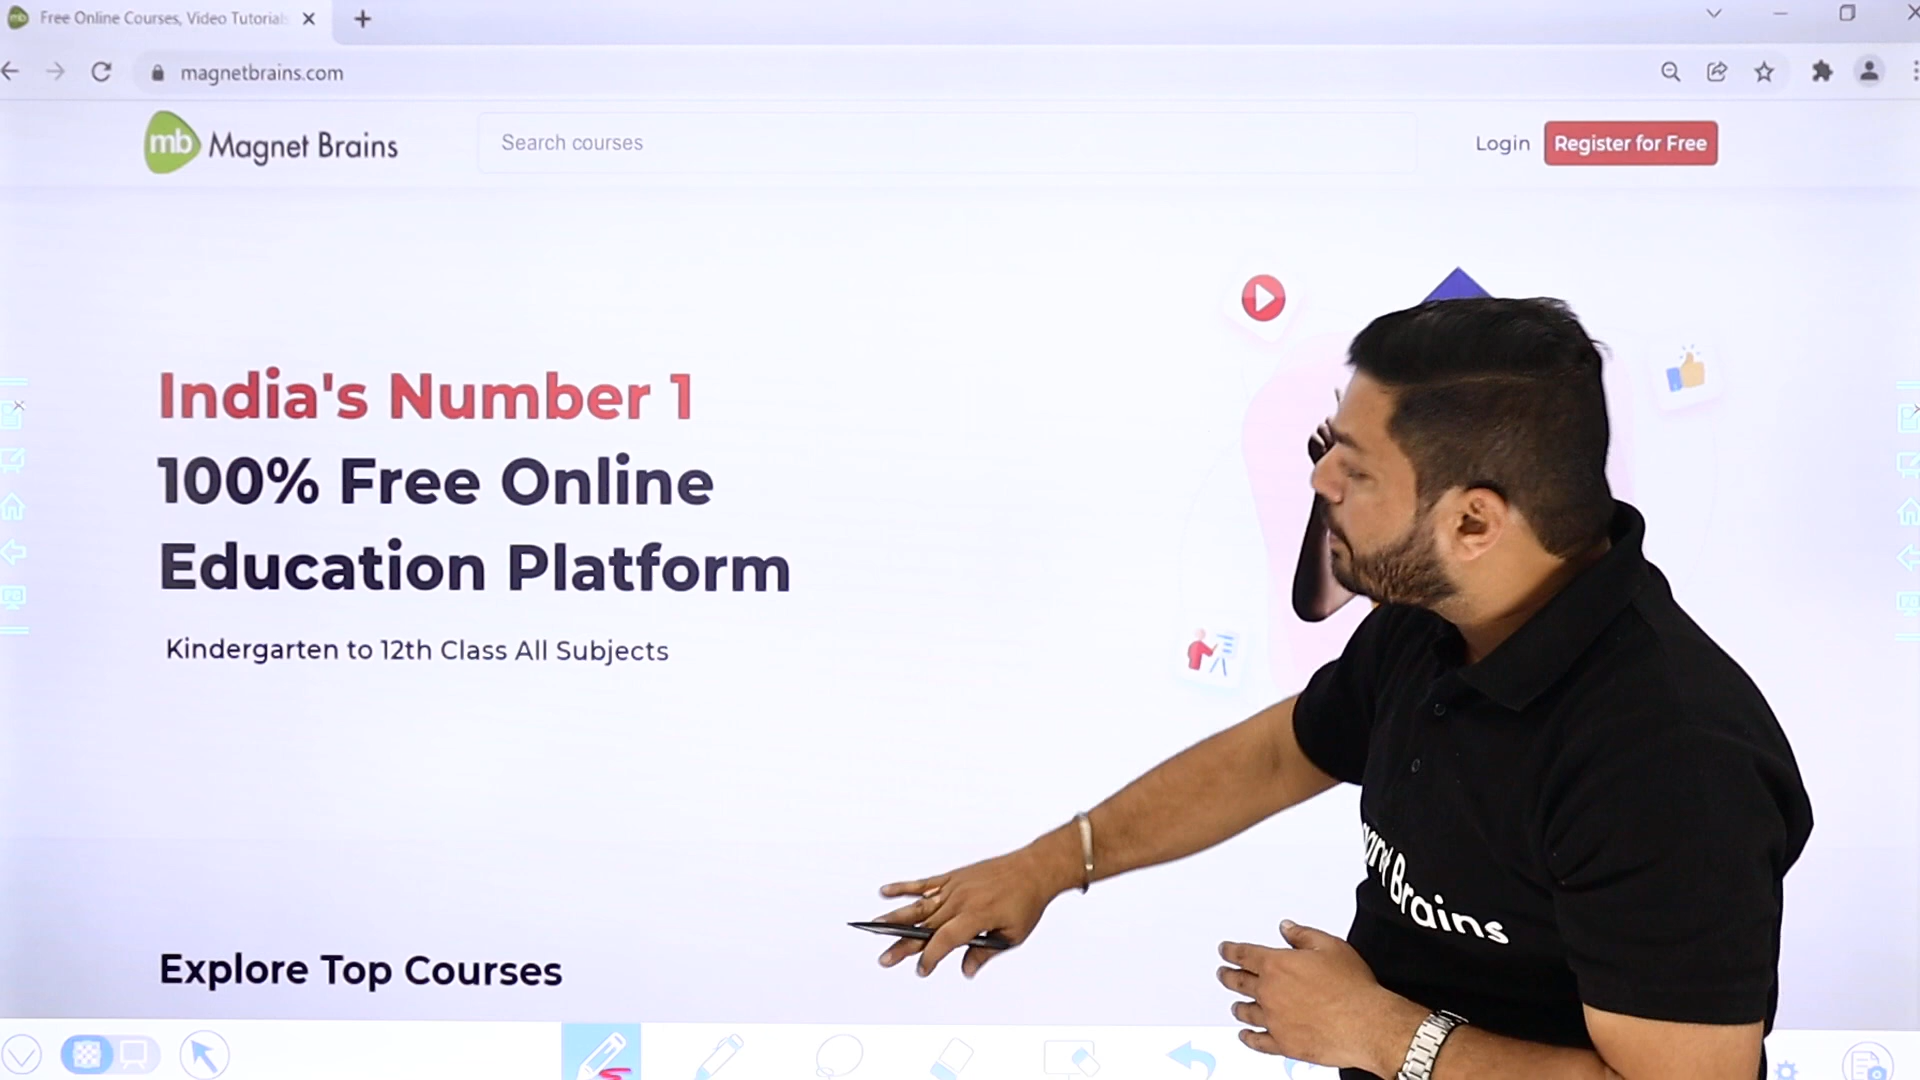 Free Online Courses, Video Tutorials
magnetbrains.com
mb Magnet Brains
Search courses
Login
Register for Free
India's Number 1
100% Free Online
Education Platform
Kindergarten to 12th Class All Subjects
Brains
Explore Top Courses